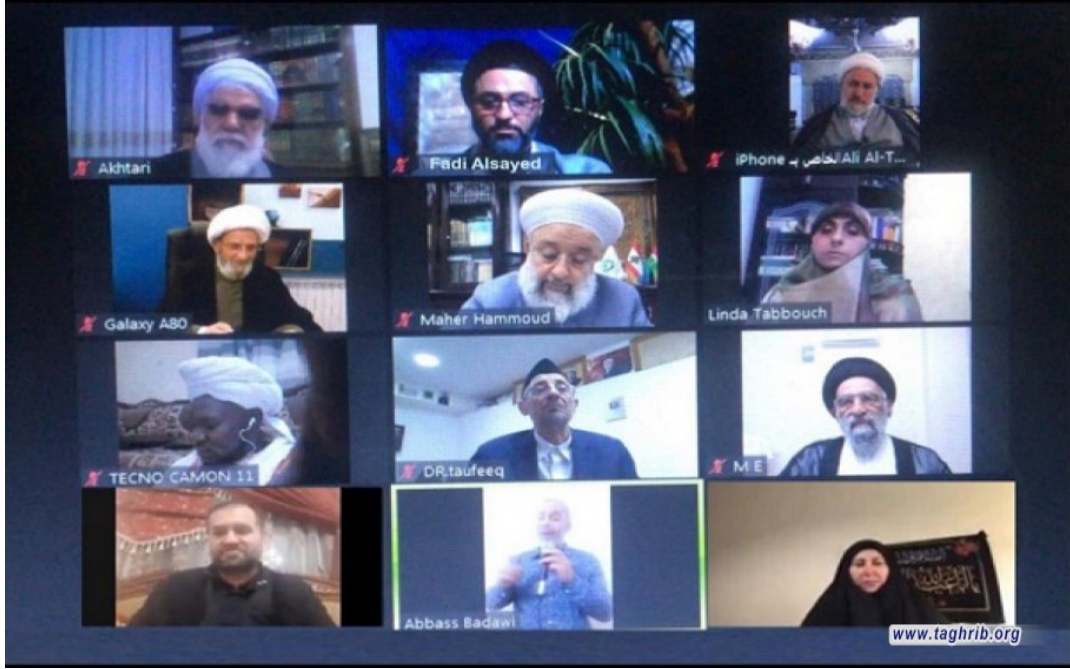 Akhtari
Fadi Alsayed
iPhone الخاص بـ Ali Al-T...
Galaxy A80
Maher Hammoud
Linda Tabbouch
TECNO CAMON 11
DR.taufeeq
M E
Abbass Badawi
www.taghrib.org